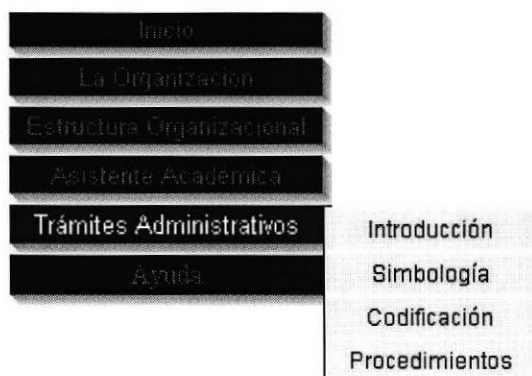 Inicio
La Organización
Estructura Organizacional
Asistente Académica
Trámites Administrativos
Ayuda
Introducción
Simbología
Codificación
Procedimientos